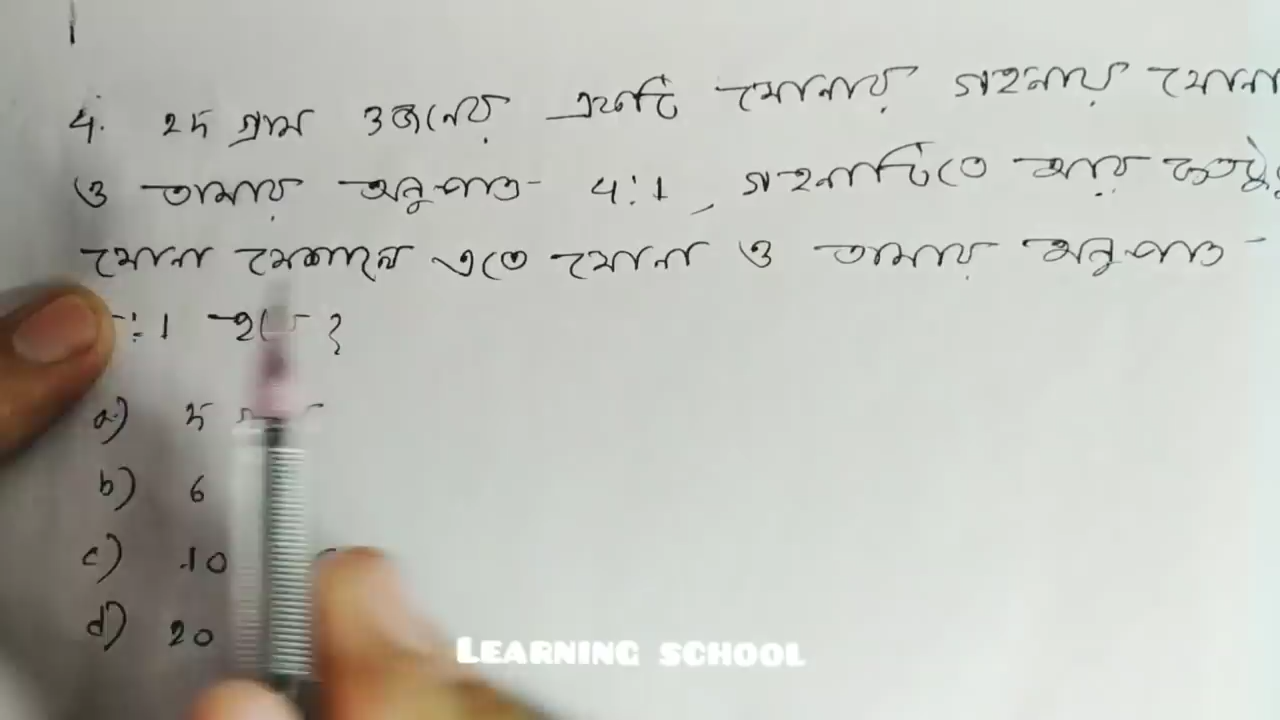 4. 25 গ্রাম ওজনের একটি সোনার গহনায় সোনা
ও তামার অনুপাত 4:1, গহনাটিতে আর কতটুকু
সোনা মেশালে এতে সোনা ও তামার অনুপাত
:1 হবে?
a) 5
b) 6
c) 10
d) 20
LEARNING SCHOOL